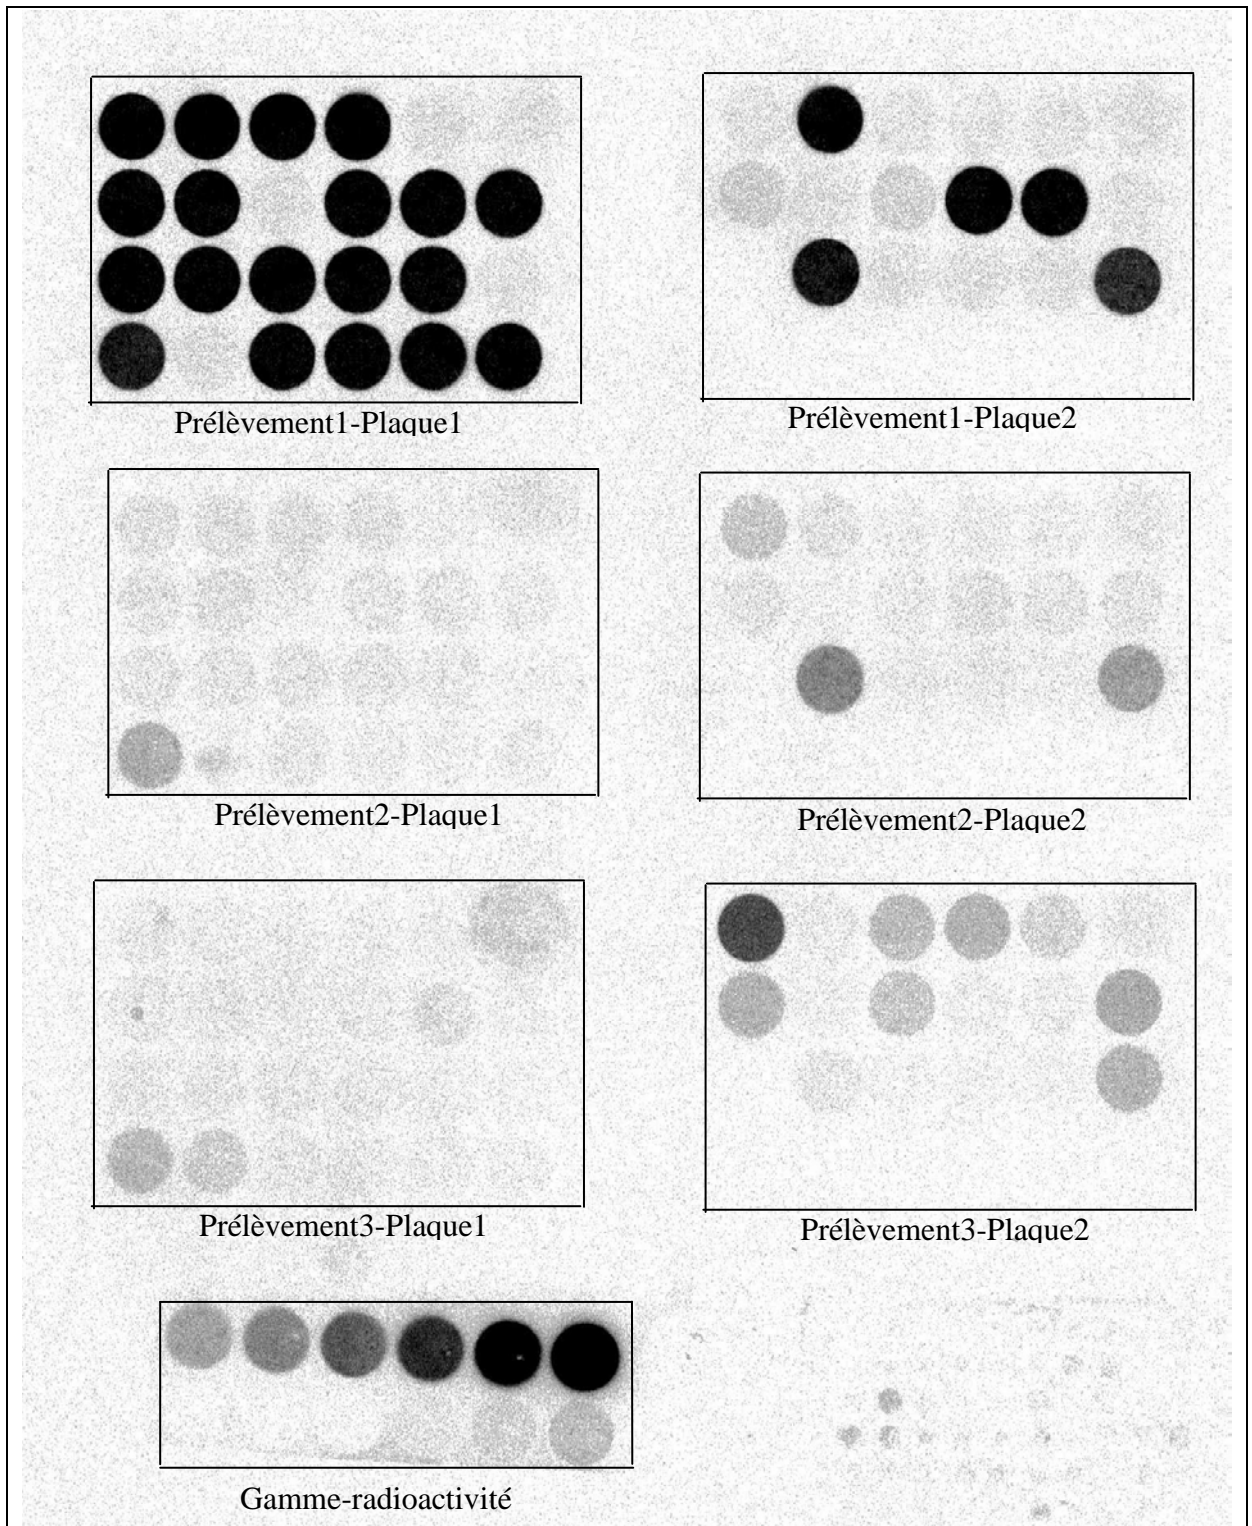 Prélèvement1-Plaque1
Prélèvement1-Plaque2
Prélèvement2-Plaque1
Prélèvement2-Plaque2
Prélèvement3-Plaque1
Prélèvement3-Plaque2
Gamme-radioactivité